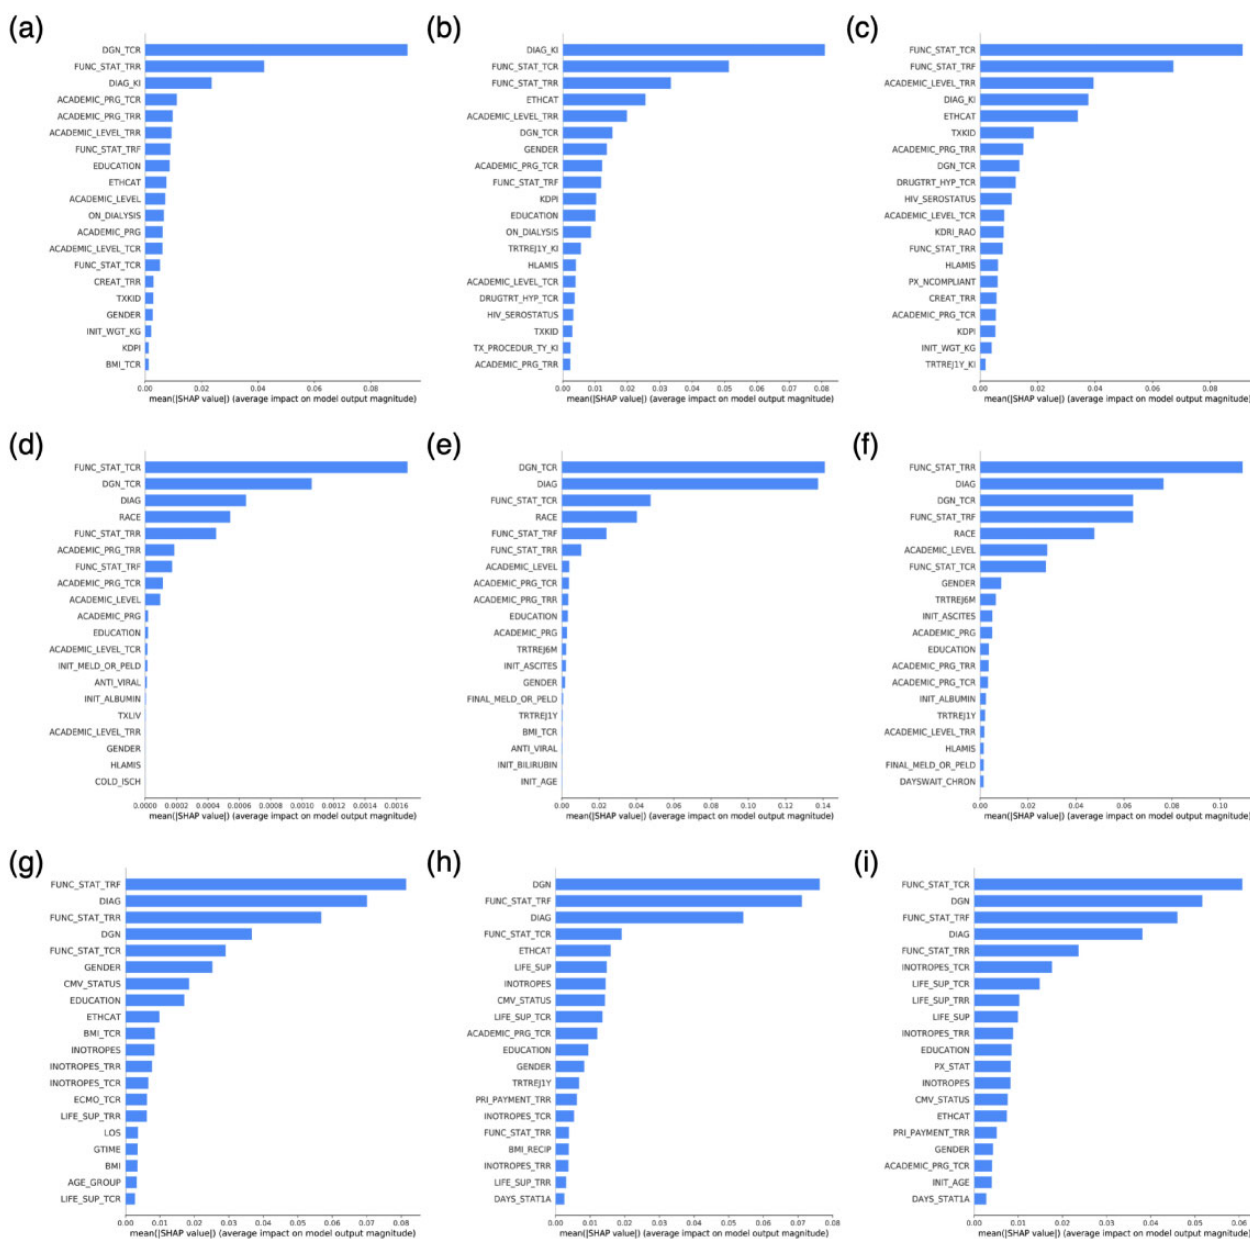 (a)
DGN_TCR
FUNC_STAT_TRR
DIAG_KI
ACADEMIC_PRG_TCR
ACADEMIC_PRG_TRR
ACADEMIC_LEVEL_TRR
FUNC_STAT_TRF
EDUCATION
ETHCAT
ACADEMIC_LEVEL
ON_DIALYSIS
ACADEMIC_PRG
ACADEMIC_LEVEL_TCR
FUNC_STAT_TCR
CREAT_TRR
TXKID
GENDER
INIT_WGT_KG
KDPI
BMI_TCR
0.00 0.02 0.04 0.06 0.08
mean(|SHAP value|) (average impact on model output magnitude)
(b)
DIAG_KI
FUNC_STAT_TCR
FUNC_STAT_TRR
ETHCAT
ACADEMIC_LEVEL_TRR
DGN_TCR
GENDER
ACADEMIC_PRG_TCR
FUNC_STAT_TRF
KDPI
EDUCATION
ON_DIALYSIS
TRTREJ1Y_KI
HLAMIS
ACADEMIC_LEVEL_TCR
DRUGTRT_HYP_TCR
HIV_SEROSTATUS
TXKID
TX_PROCEDUR_TY_KI
ACADEMIC_PRG_TRR
0.00 0.01 0.02 0.03 0.04 0.05 0.06 0.07 0.08
mean(|SHAP value|) (average impact on model output magnitude)
(c)
FUNC_STAT_TCR
FUNC_STAT_TRF
ACADEMIC_LEVEL_TRR
DIAG_KI
ETHCAT
TXKID
ACADEMIC_PRG_TRR
DGN_TCR
DRUGTRT_HYP_TCR
HIV_SEROSTATUS
ACADEMIC_LEVEL_TCR
KDRI_RAO
FUNC_STAT_TRR
HLAMIS
PX_NCOMPLIANT
CREAT_TRR
ACADEMIC_PRG_TCR
KDPI
INIT_WGT_KG
TRTREJ1Y_KI
0.00 0.02 0.04 0.06 0.08
mean(|SHAP value|) (average impact on model output magnitude)
(d)
FUNC_STAT_TCR
DGN_TCR
DIAG
RACE
FUNC_STAT_TRR
ACADEMIC_PRG_TRR
FUNC_STAT_TRF
ACADEMIC_PRG_TCR
ACADEMIC_LEVEL
ACADEMIC_PRG
EDUCATION
ACADEMIC_LEVEL_TCR
INIT_MELD_OR_PELD
ANTI_VIRAL
INIT_ALBUMIN
TXLIV
ACADEMIC_LEVEL_TRR
GENDER
HLAMIS
COLD_ISCH
0.0000 0.0002 0.0004 0.0006 0.0008 0.0010 0.0012 0.0014 0.0016
mean(|SHAP value|) (average impact on model output magnitude)
(e)
DGN_TCR
DIAG
FUNC_STAT_TCR
RACE
FUNC_STAT_TRF
FUNC_STAT_TRR
ACADEMIC_LEVEL
ACADEMIC_PRG_TCR
ACADEMIC_PRG_TRR
EDUCATION
ACADEMIC_PRG
TRTREJ6M
INIT_ASCITES
GENDER
FINAL_MELD_OR_PELD
TRTREJ1Y
BMI_TCR
ANTI_VIRAL
INIT_BILIRUBIN
INIT_AGE
0.00 0.02 0.04 0.06 0.08 0.10 0.12 0.14
mean(|SHAP value|) (average impact on model output magnitude)
(f)
FUNC_STAT_TRR
DIAG
DGN_TCR
FUNC_STAT_TRF
RACE
ACADEMIC_LEVEL
FUNC_STAT_TCR
GENDER
TRTREJ6M
INIT_ASCITES
ACADEMIC_PRG
EDUCATION
ACADEMIC_PRG_TRR
ACADEMIC_PRG_TCR
INIT_ALBUMIN
TRTREJ1Y
ACADEMIC_LEVEL_TRR
HLAMIS
FINAL_MELD_OR_PELD
DAYSWAIT_CHRON
0.00 0.02 0.04 0.06 0.08 0.10
mean(|SHAP value|) (average impact on model output magnitude)
(g)
FUNC_STAT_TRF
DIAG
FUNC_STAT_TRR
DGN
FUNC_STAT_TCR
GENDER
CMV_STATUS
EDUCATION
ETHCAT
BMI_TCR
INOTROPES
INOTROPES_TRR
INOTROPES_TCR
ECMO_TCR
LIFE_SUP_TRR
LOS
GTIME
BMI
AGE_GROUP
LIFE_SUP_TCR
0.00 0.01 0.02 0.03 0.04 0.05 0.06 0.07 0.08
mean(|SHAP value|) (average impact on model output magnitude)
(h)
DGN
FUNC_STAT_TRF
DIAG
FUNC_STAT_TCR
ETHCAT
LIFE_SUP
INOTROPES
CMV_STATUS
LIFE_SUP_TCR
ACADEMIC_PRG_TCR
EDUCATION
GENDER
TRTREJ1Y
PRI_PAYMENT_TRR
INOTROPES_TCR
FUNC_STAT_TRR
BMI_RECIP
INOTROPES_TRR
LIFE_SUP_TRR
DAYS_STAT1A
0.00 0.01 0.02 0.03 0.04 0.05 0.06 0.07 0.08
mean(|SHAP value|) (average impact on model output magnitude)
(i)
FUNC_STAT_TCR
DGN
FUNC_STAT_TRF
DIAG
FUNC_STAT_TRR
INOTROPES_TCR
LIFE_SUP_TCR
LIFE_SUP_TRR
LIFE_SUP
INOTROPES_TRR
EDUCATION
PX_STAT
INOTROPES
CMV_STATUS
ETHCAT
PRI_PAYMENT_TRR
GENDER
ACADEMIC_PRG_TCR
INIT_AGE
DAYS_STAT1A
0.00 0.01 0.02 0.03 0.04 0.05 0.06
mean(|SHAP value|) (average impact on model output magnitude)